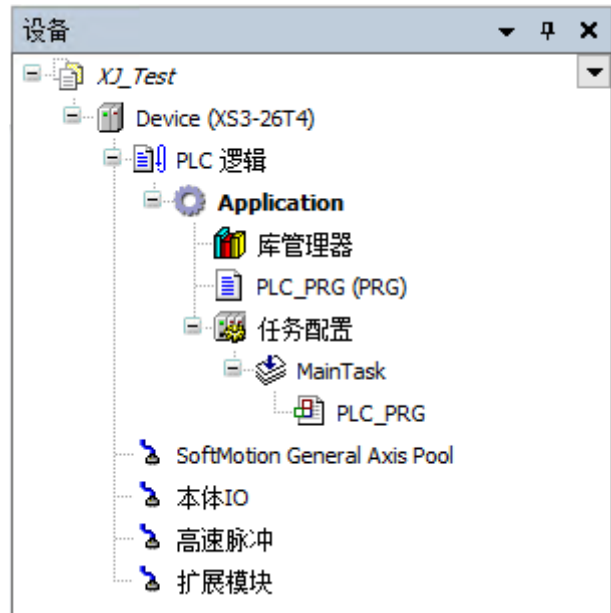 设备
XJ_Test
Device (XS3-26T4)
PLC 逻辑
Application
库管理器
PLC_PRG (PRG)
任务配置
MainTask
PLC_PRG
SoftMotion General Axis Pool
本体IO
高速脉冲
扩展模块